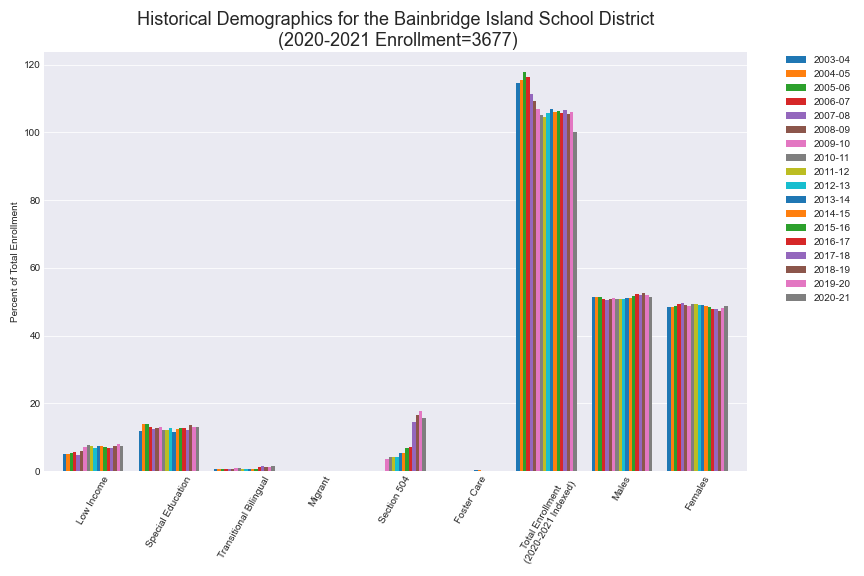 Historical Demographics for the Bainbridge Island School District
(2020-2021 Enrollment=3677)
120
100
80
60
40
20
0
Percent of Total Enrollment
Low Income
Special Education
Transitional Bilingual
Migrant
Section 504
Foster Care
Total Enrollment
(2020-2021 Indexed)
Males
Females
2003-04
2004-05
2005-06
2006-07
2007-08
2008-09
2009-10
2010-11
2011-12
2012-13
2013-14
2014-15
2015-16
2016-17
2017-18
2018-19
2019-20
2020-21